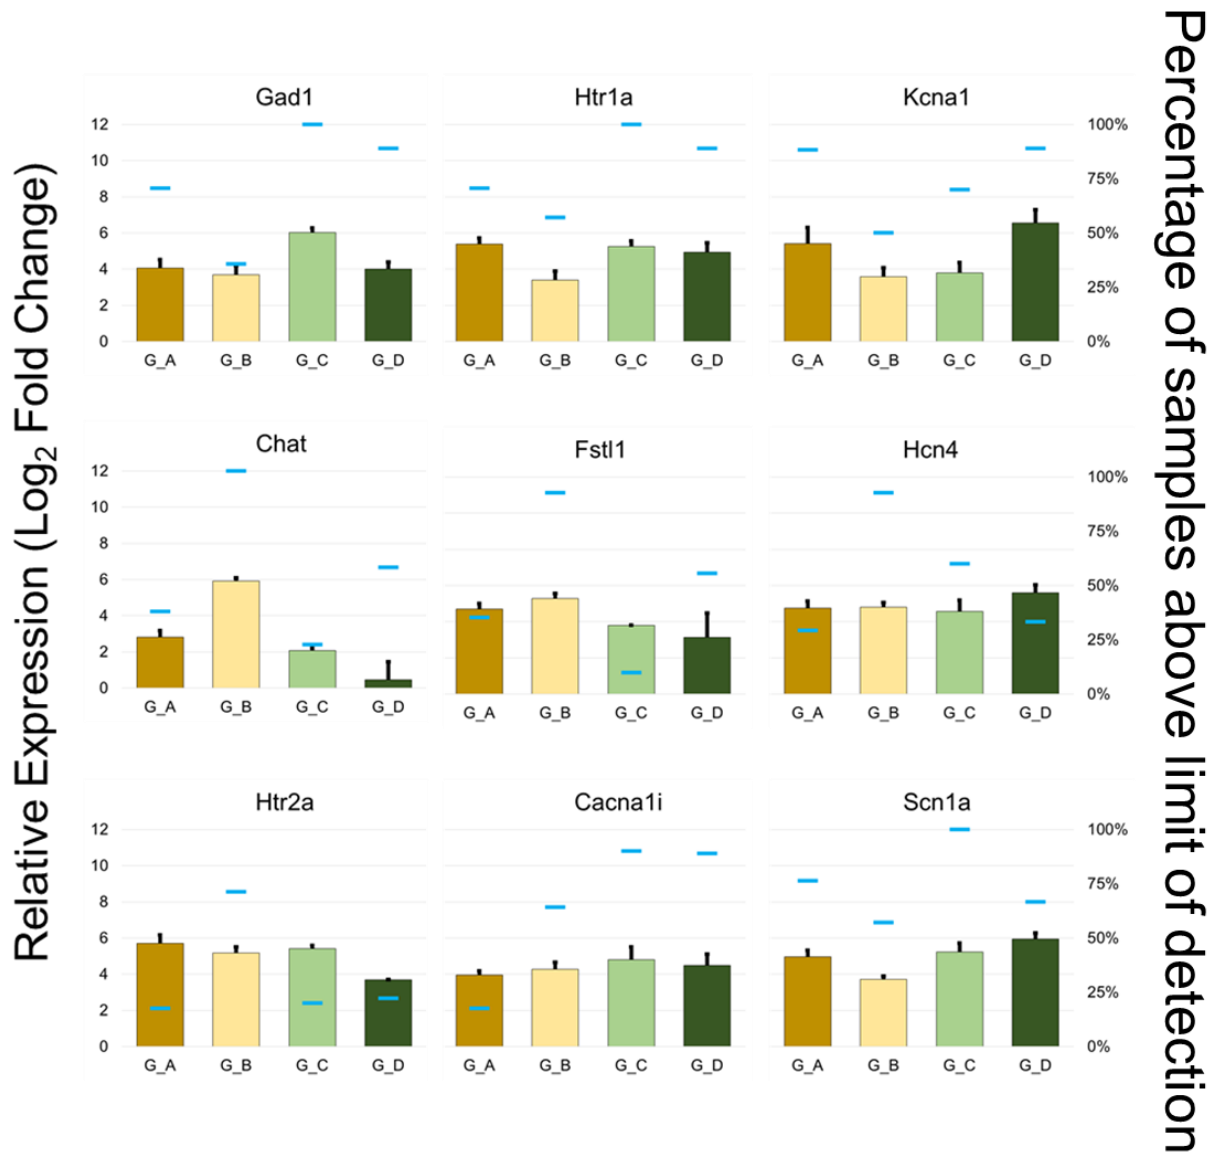 Relative Expression (Log2 Fold Change)
Percentage of samples above limit of detection
Gad1
Htr1a
Kcna1
12
10
8
6
4
2
0
100%
75%
50%
25%
0%
G_A G_B G_C G_D
G_A G_B G_C G_D
G_A G_B G_C G_D
Chat
Fstl1
Hcn4
12
10
8
6
4
2
0
100%
75%
50%
25%
0%
G_A G_B G_C G_D
G_A G_B G_C G_D
G_A G_B G_C G_D
Htr2a
Cacna1i
Scn1a
12
10
8
6
4
2
0
100%
75%
50%
25%
0%
G_A G_B G_C G_D
G_A G_B G_C G_D
G_A G_B G_C G_D